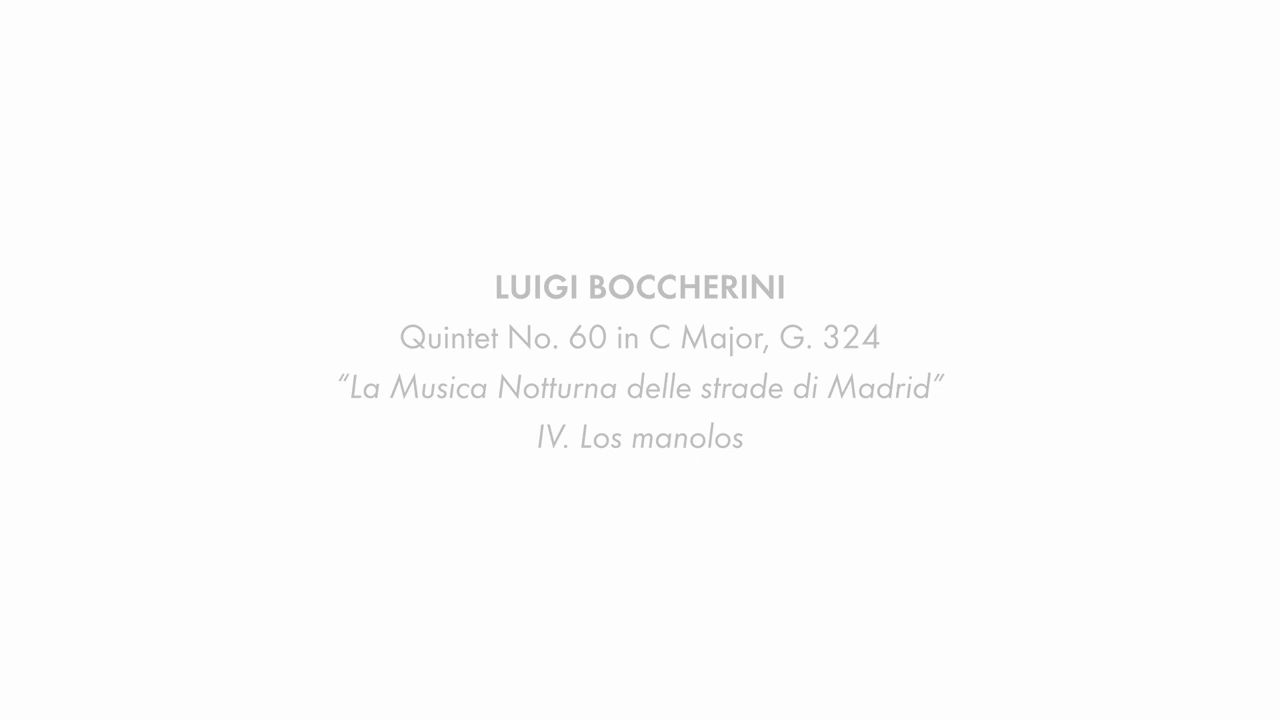 LUIGI BOCCHERINI
Quintet No. 60 in C Major, G. 324
“La Musica Notturna delle strade di Madrid”
IV. Los manolos